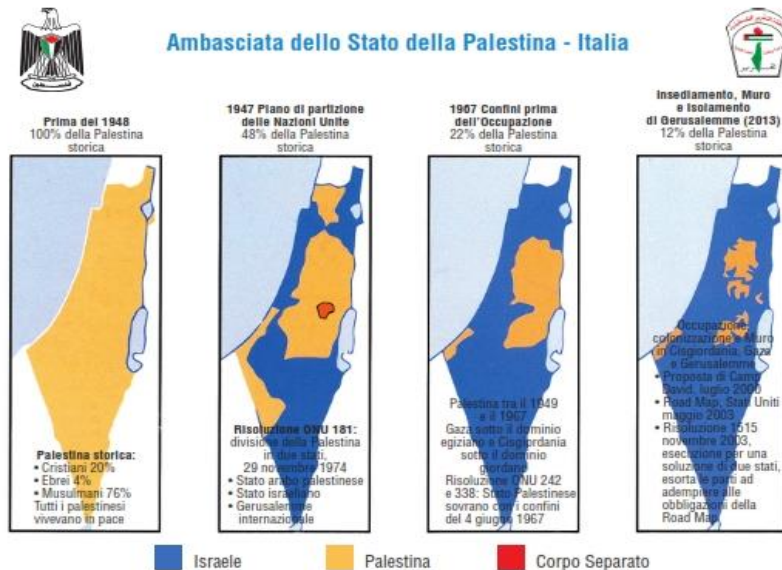 Ambasciata dello Stato della Palestina - Italia
Prima del 1948
100% della Palestina
storica
Palestina storica:
• Cristiani 20%
• Ebrei 4%
• Musulmani 76%
Tutti i palestinesi
vivevano in pace
1947 Piano di partizione
delle Nazioni Unite
48% della Palestina
storica
Risoluzione ONU 181:
divisione della Palestina
in due stati,
29 novembre 1974
• Stato arabo palestinese
• Stato israeliano
• Gerusalemme
internazionale
1967 Confini prima
dell'Occupazione
22% della Palestina
storica
Palestina tra il 1949
e il 1967
Gaza sotto il dominio
egiziano e Cisgiordania
sotto il dominio
giordano
Risoluzione ONU 242
e 338: Stato Palestinese
sovrano con i confini
del 4 giugno 1967
Insediamento, Muro
e Isolamento
di Gerusalemme (2013)
12% della Palestina
storica
Occupazione,
colonizzazione e Muro
in Cisgiordania, Gaza
e Gerusalemme
• Proposta di Camp
David, luglio 2000
• Road Map, Stati Uniti
maggio 2003
• Risoluzione 1515
novembre 2003,
esecuzione per una
soluzione di due stati,
esorta le parti ad
adempiere alle
obbligazioni della
Road Map
Israele
Palestina
Corpo Separato